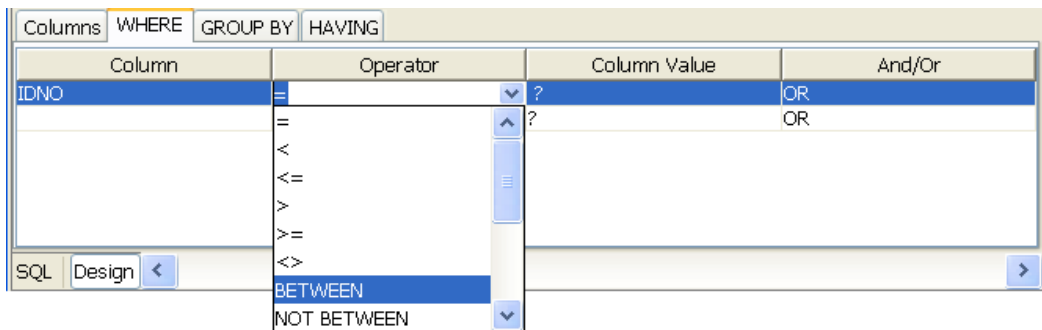 Columns WHERE GROUP BY HAVING
Column Operator Column Value And/Or
IDNO = ? OR
= ? OR
<
<=
>
>=
<>
SQL Design
BETWEEN
NOT BETWEEN